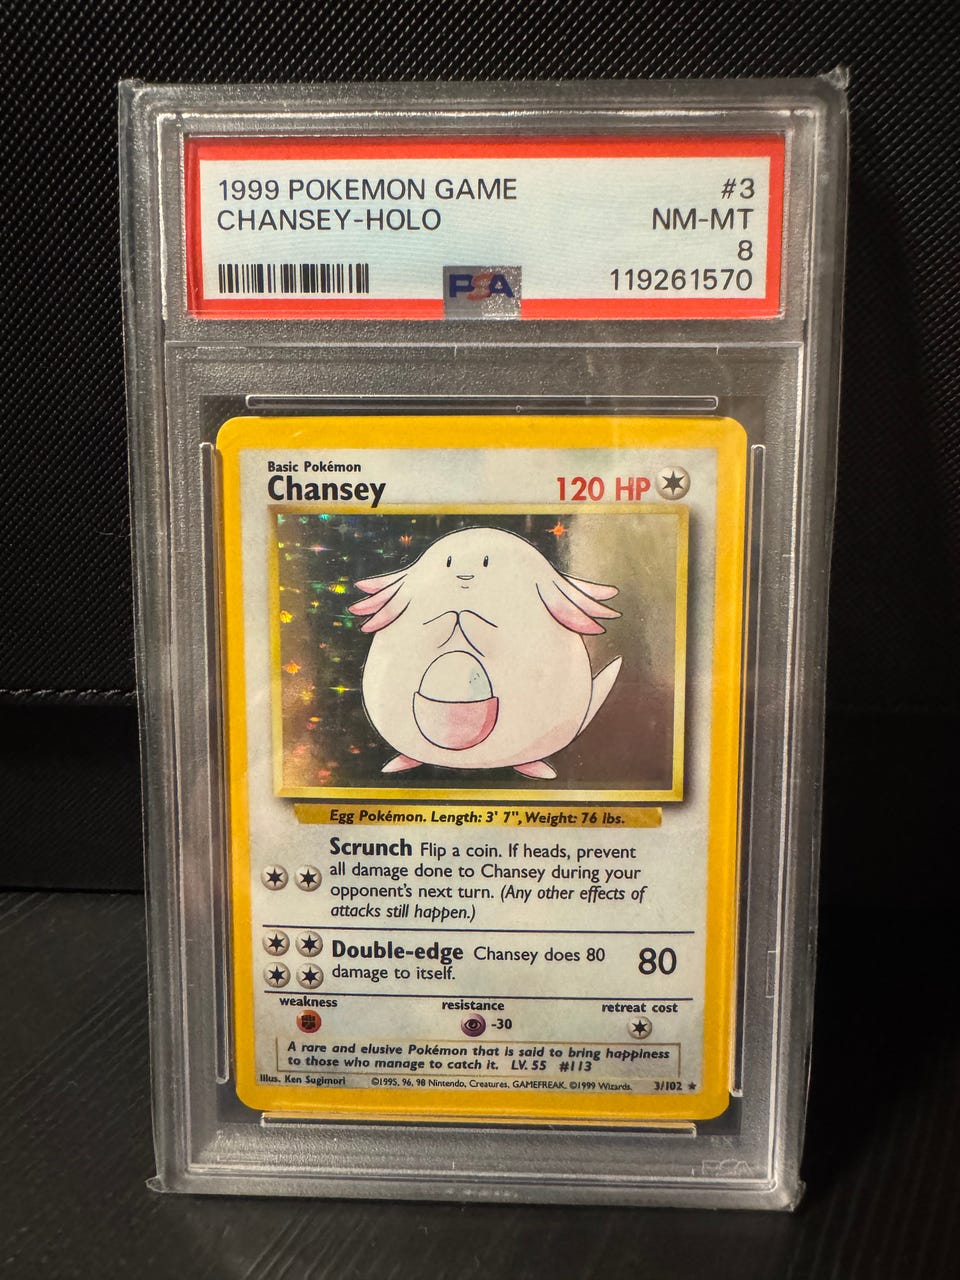 1999 POKEMON GAME #3
CHANSEY-HOLO NM-MT
8
PSA 119261570
Basic Pokémon
Chansey 120 HP
Egg Pokémon. Length: 3' 7", Weight: 76 lbs.
Scrunch Flip a coin. If heads, prevent
all damage done to Chansey during your
opponent's next turn. (Any other effects of
attacks still happen.)
Double-edge Chansey does 80 80
damage to itself.
weakness resistance retreat cost
-30
A rare and elusive Pokémon that is said to bring happiness
to those who manage to catch it. LV. 55 #113
Illus. Ken Sugimori ©1995, 96, 98 Nintendo, Creatures, GAMEFREAK. ©1999 Wizards. 3/102 ★
PSA